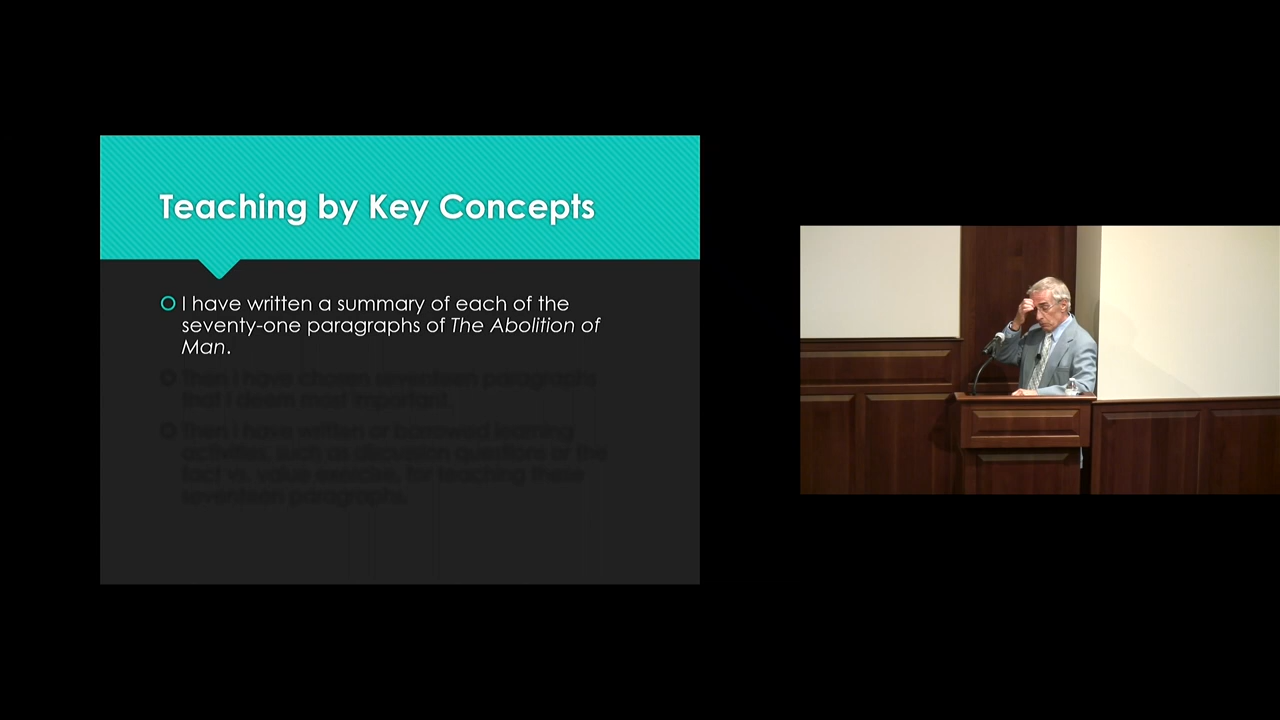 Teaching by Key Concepts
I have written a summary of each of the
seventy-one paragraphs of The Abolition of
Man.
Then I have chosen seventeen paragraphs
that I deem most important.
Then I have written or borrowed learning
activities, such as discussion questions or the
fact vs. value exercise, for teaching these
seventeen paragraphs.